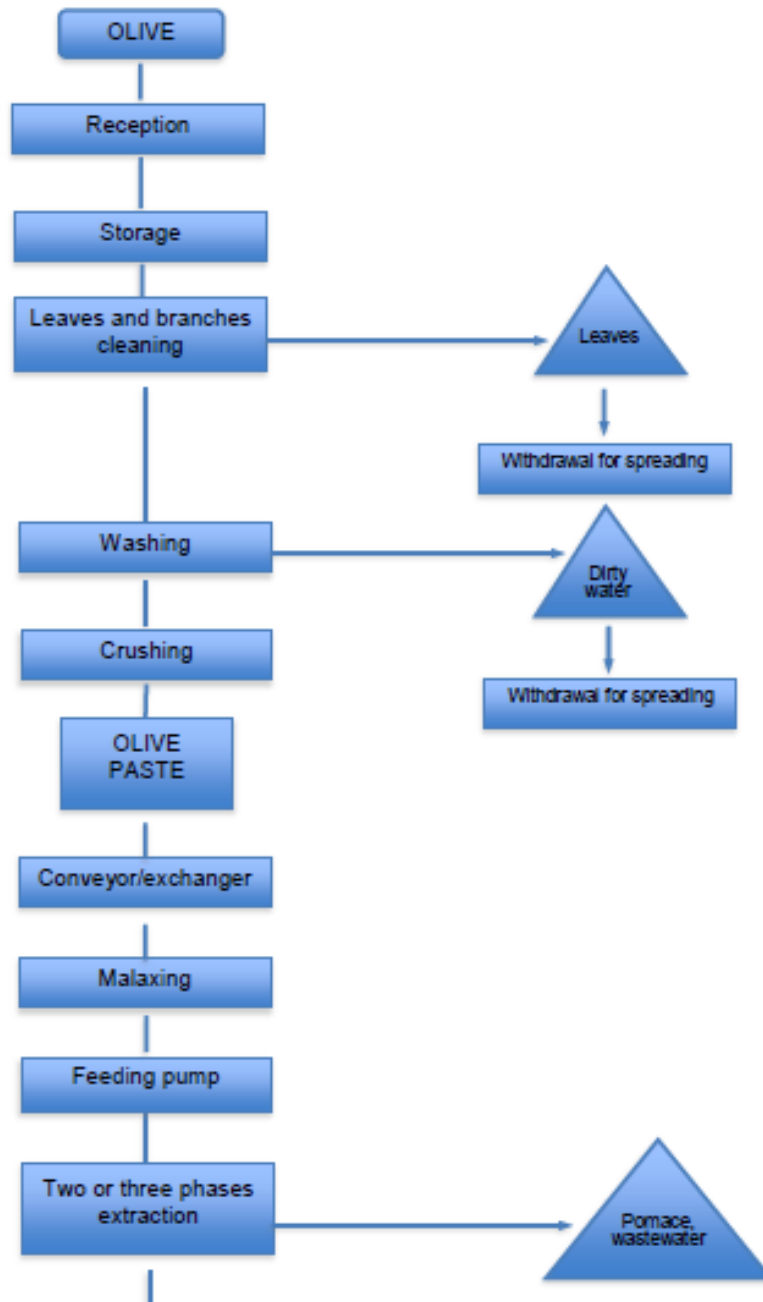 OLIVE
Reception
Storage
Leaves and branches
cleaning
Leaves
Withdrawal for spreading
Washing
Dirty
water
Crushing
Withdrawal for spreading
OLIVE
PASTE
Conveyor/exchanger
Malaxing
Feeding pump
Two or three phases
extraction
Pomace,
wastewater